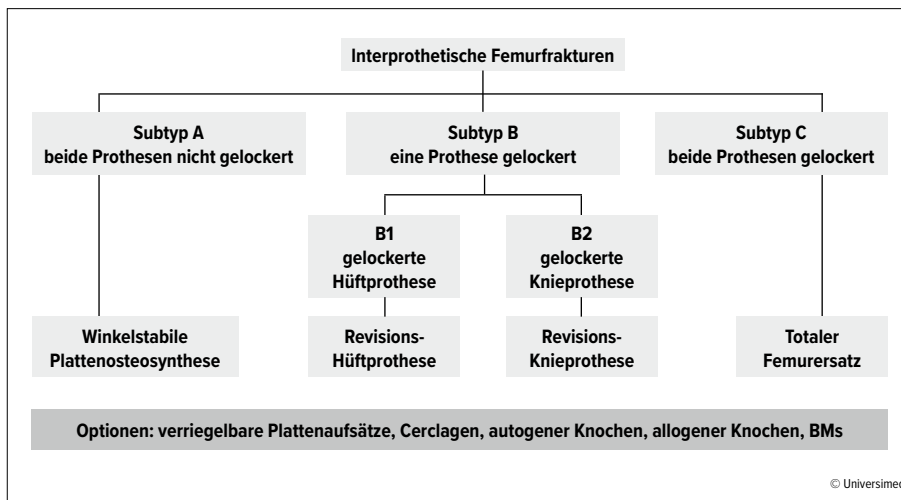 Interprothetische Femurfrakturen
Subtyp A
beide Prothesen nicht gelockert
Subtyp B
eine Prothese gelockert
Subtyp C
beide Prothesen gelockert
B1
gelockerte
Hüftprothese
B2
gelockerte
Knieprothese
Winkelstabile
Plattenosteosynthese
Revisions-
Hüftprothese
Revisions-
Knieprothese
Totaler
Femurersatz
Optionen: verriegelbare Plattenaufsätze, Cerclagen, autogener Knochen, allogener Knochen, BMs
© Universimed